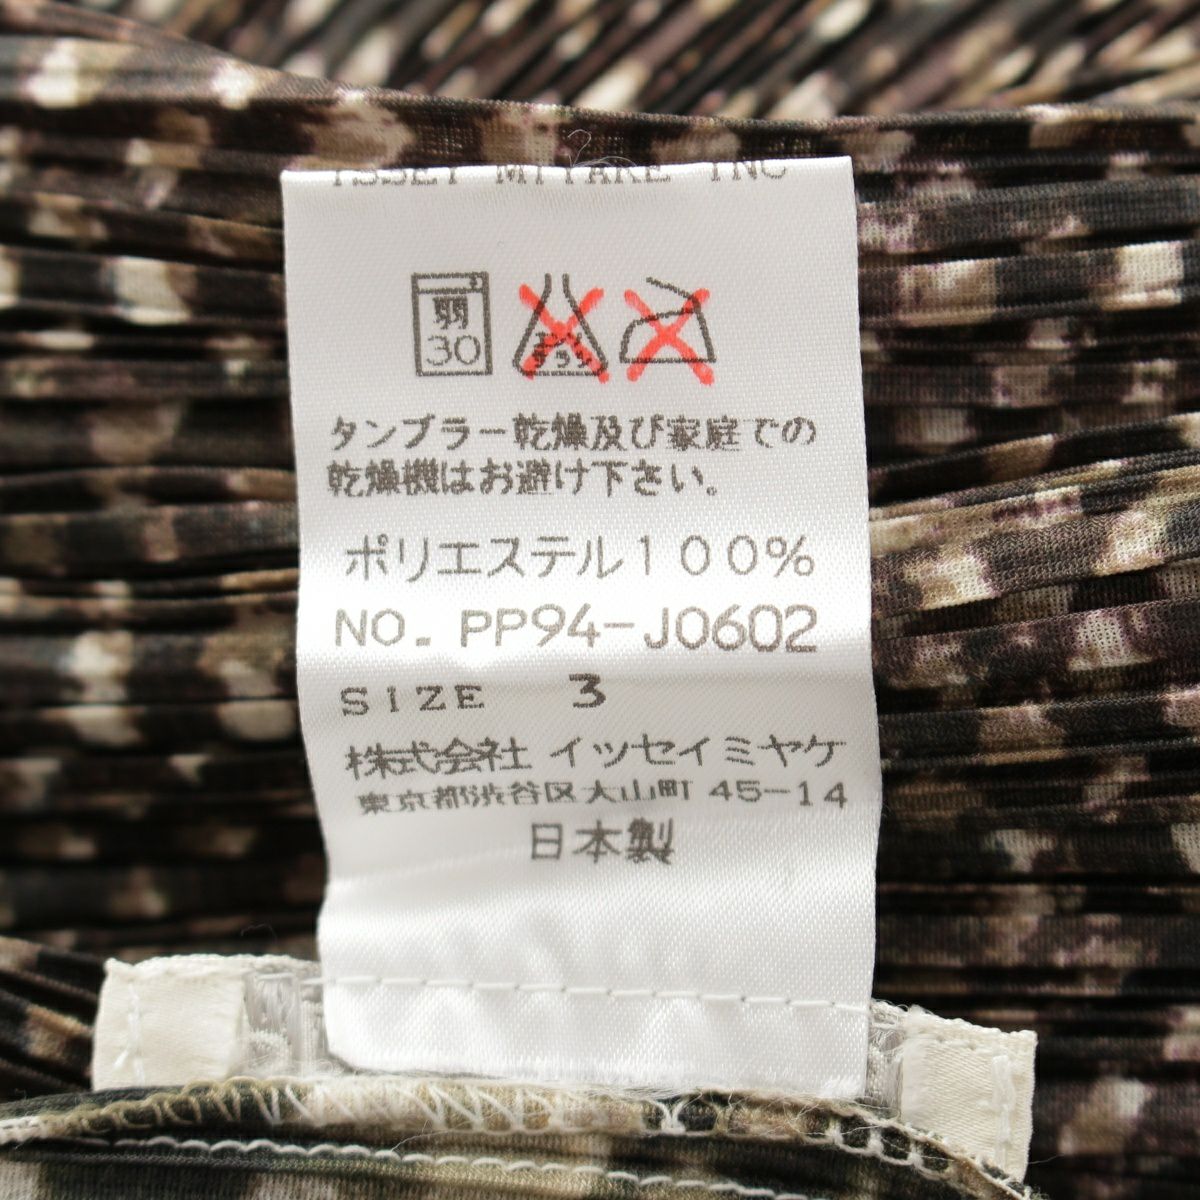 ISSEY MIYAKE INC
弱
30
タンブラー乾燥及び家庭での
乾燥機はお避け下さい。
ポリエステル100%
NO. PP94-J0602
SIZE 3
株式会社 イッセイミヤケ
東京都渋谷区大山町 45-14
日本製